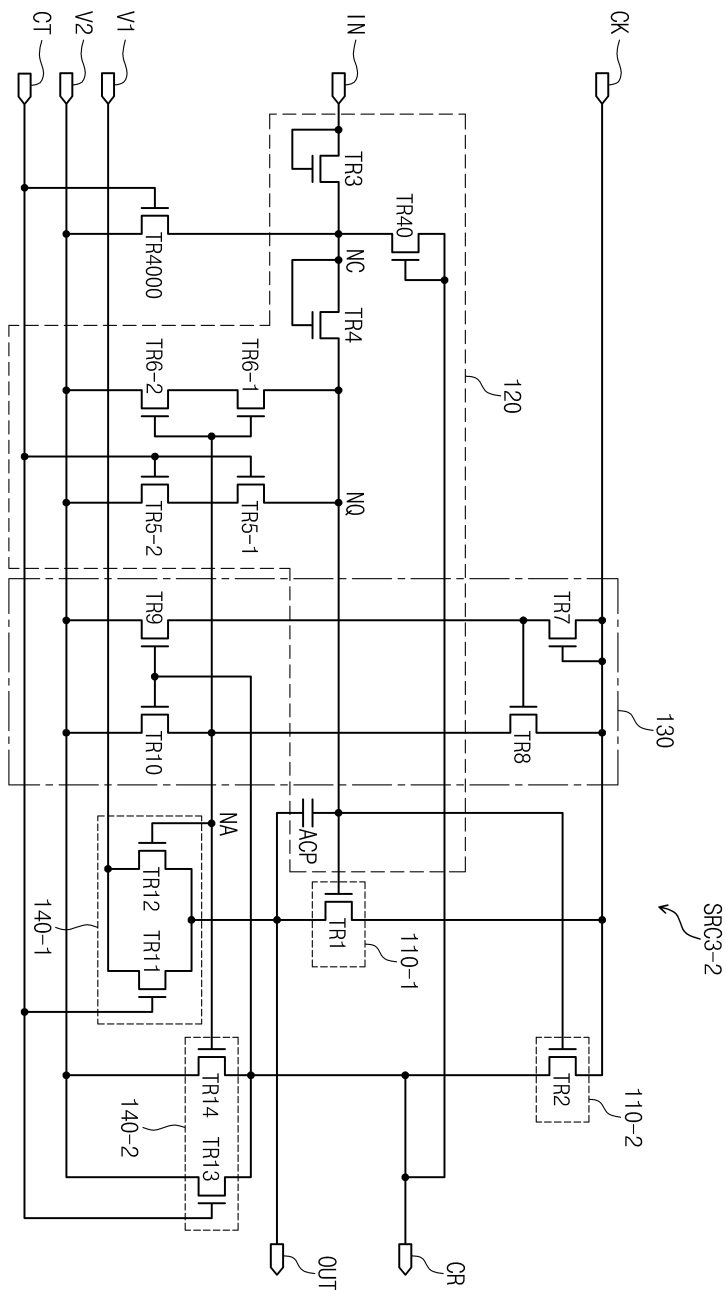 SRC3-2
CK
IN
V1
V2
CT
120
130
110-1
110-2
140-1
140-2
TR3
TR40
NC
TR4
TR4000
TR6-1
TR6-2
TR5-1
TR5-2
NQ
TR7
TR8
TR9
TR10
ACP
NA
TR1
TR2
TR12
TR11
TR14
TR13
CR
OUT